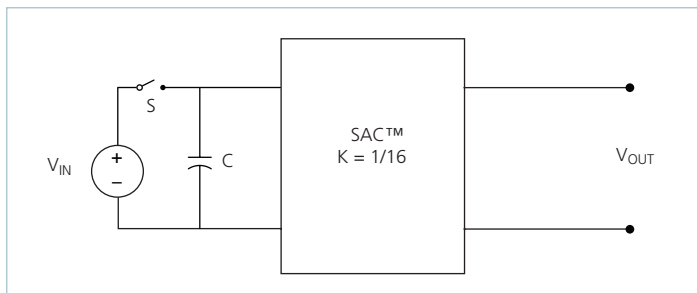 S
SAC™
K = 1/16
V_IN
+
−
C
V_OUT